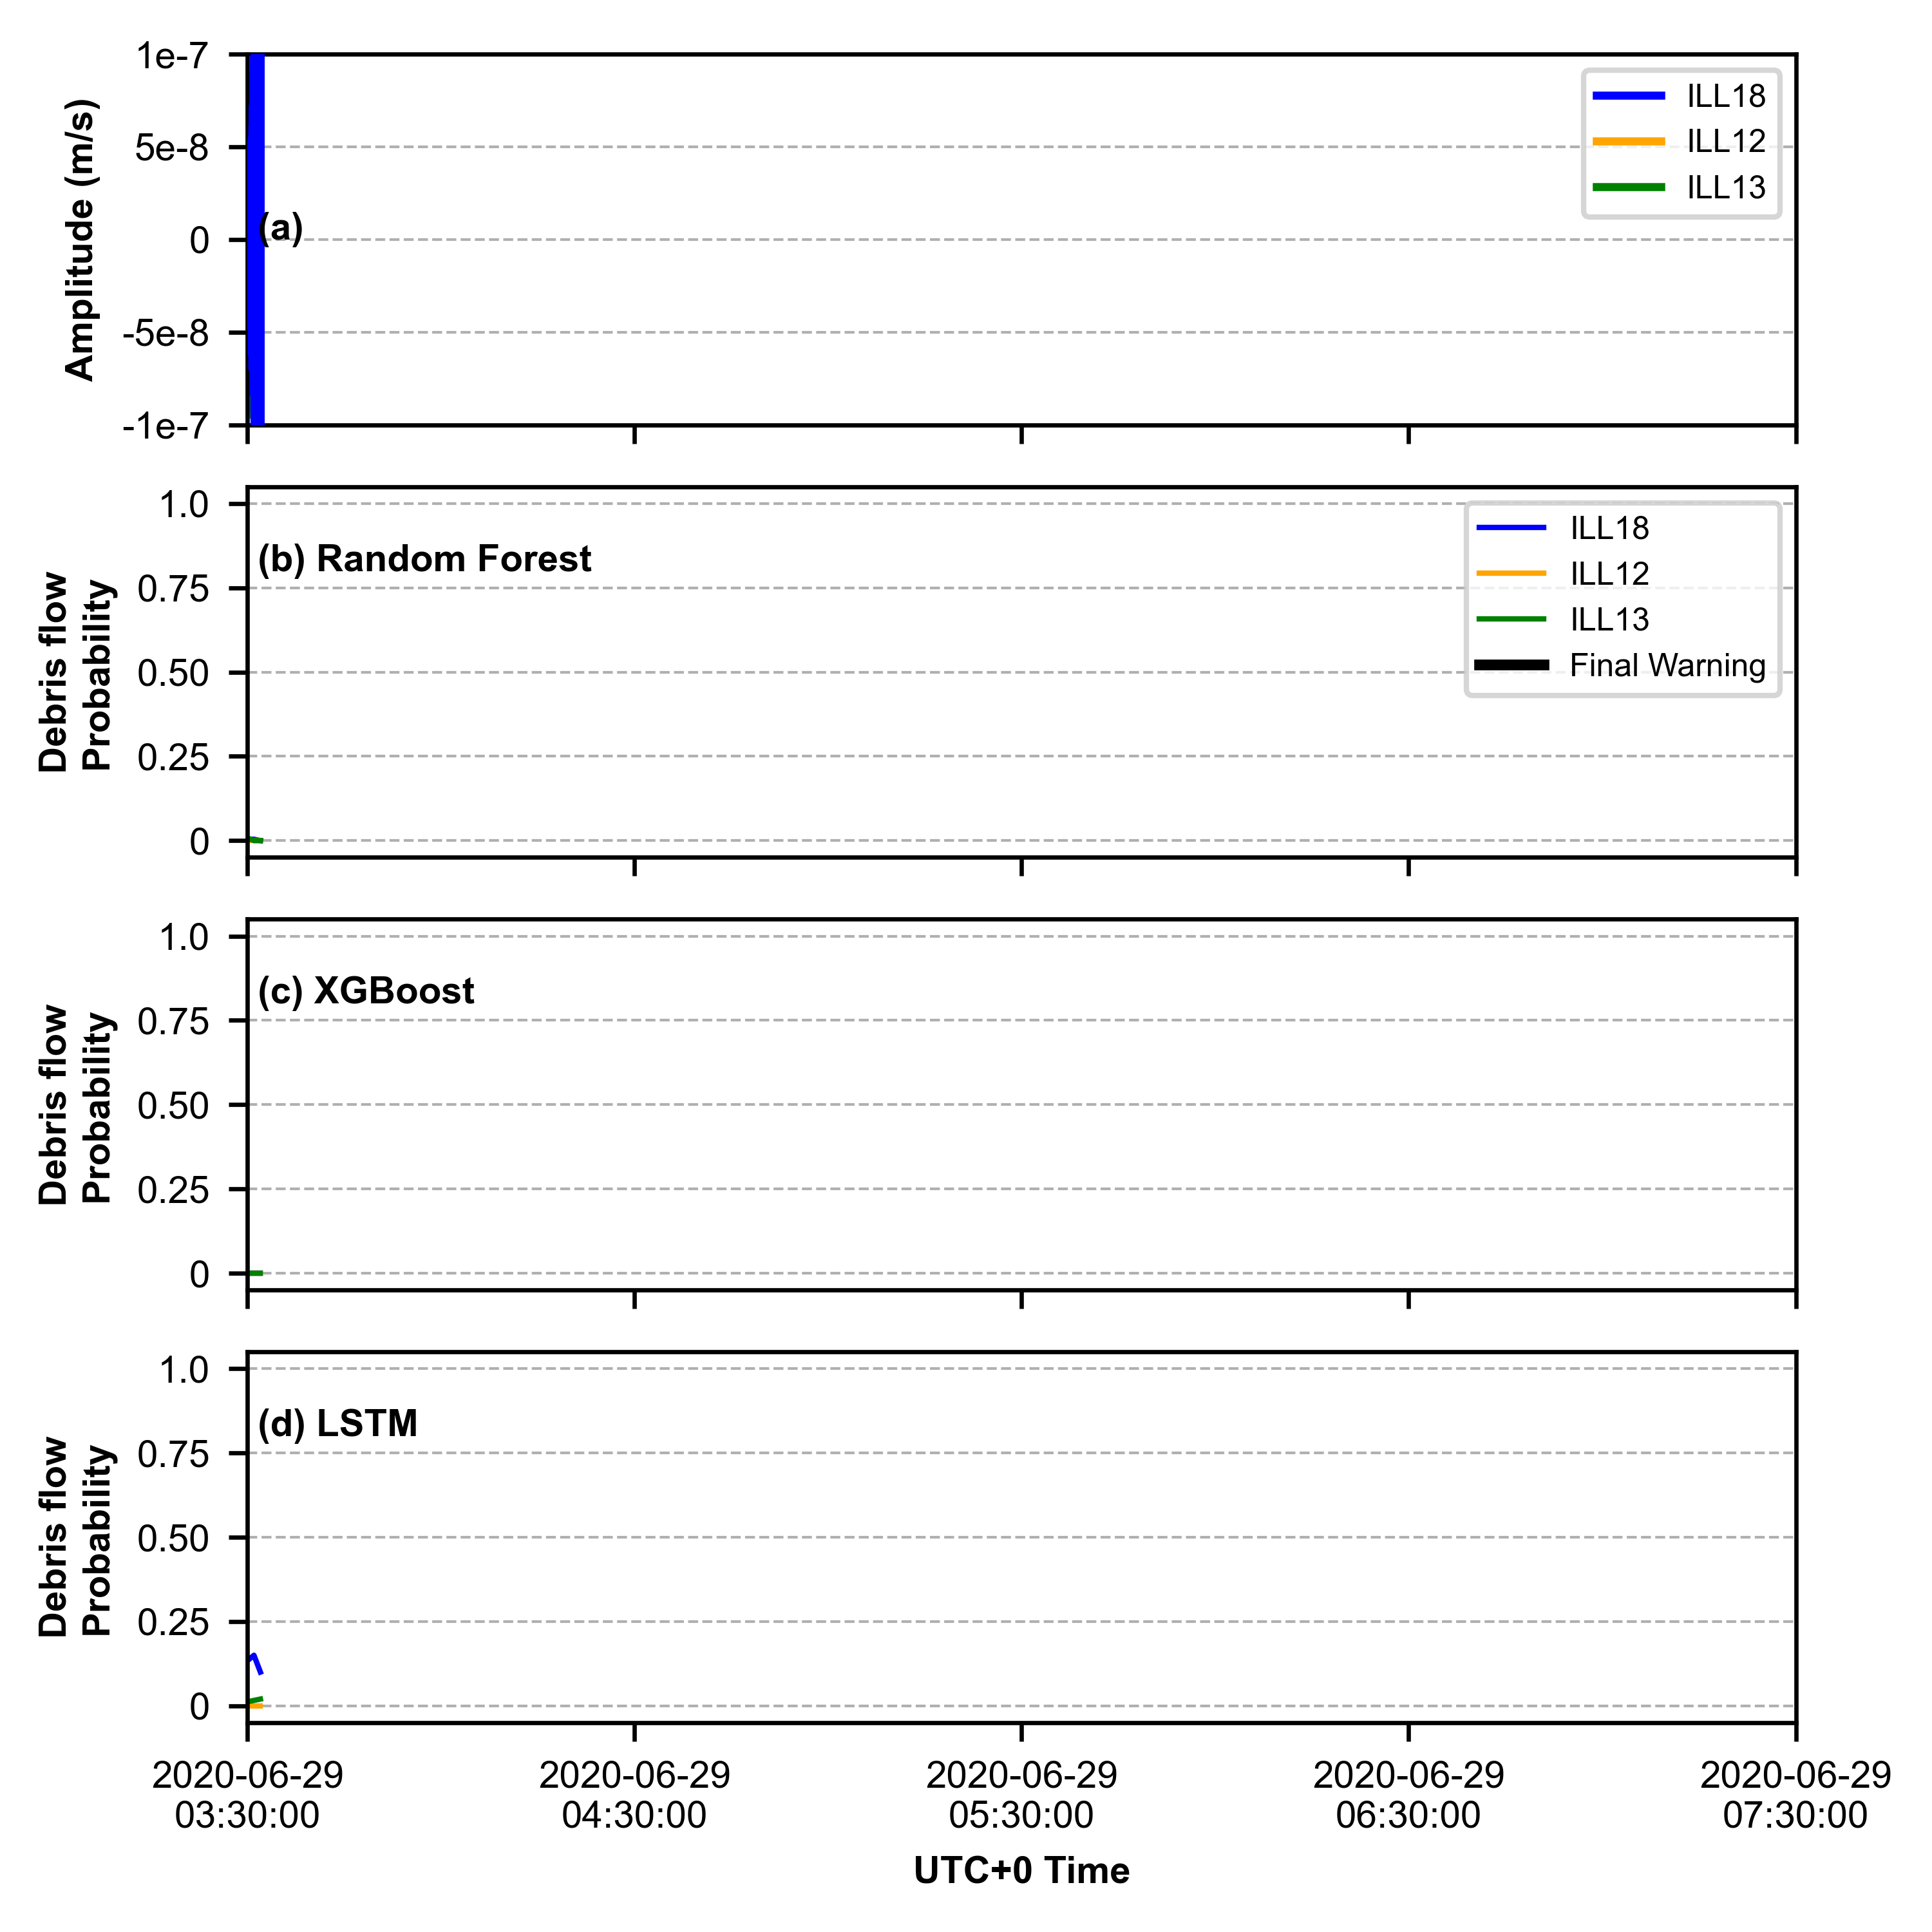 Amplitude (m/s)
1e-7
5e-8
0
-5e-8
-1e-7
(a)
ILL18
ILL12
ILL13
Debris flow
Probability
1.0
0.75
0.50
0.25
0
(b) Random Forest
ILL18
ILL12
ILL13
Final Warning
Debris flow
Probability
1.0
0.75
0.50
0.25
0
(c) XGBoost
Debris flow
Probability
1.0
0.75
0.50
0.25
0
(d) LSTM
2020-06-29
03:30:00
2020-06-29
04:30:00
2020-06-29
05:30:00
2020-06-29
06:30:00
2020-06-29
07:30:00
UTC+0 Time